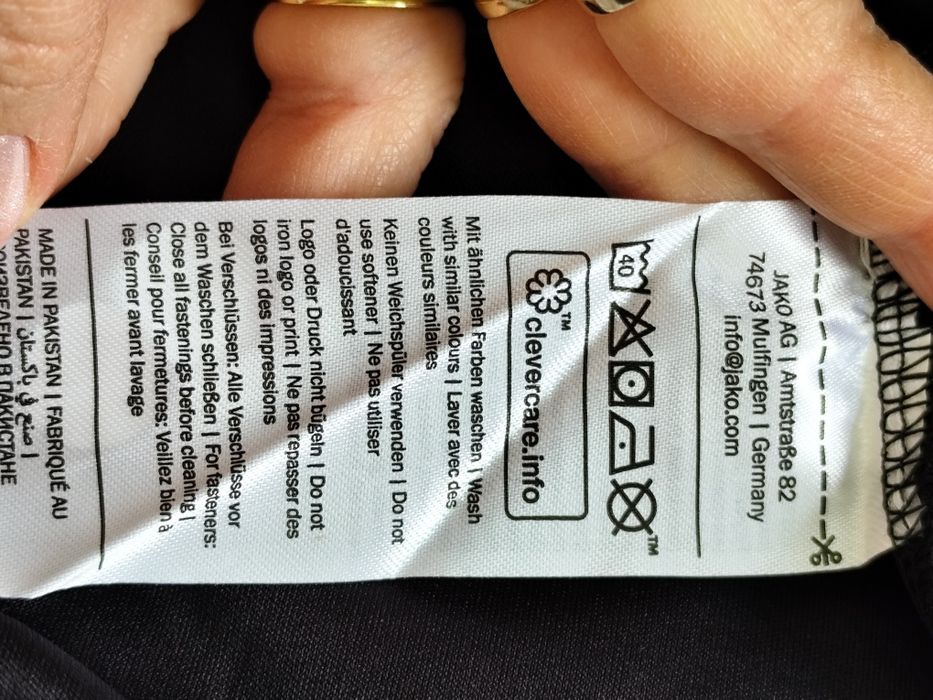 JAKO AG | Amtstraße 82
74673 Mulfingen | Germany
info@jako.com
40
TM
TM
clevercare.info
Mit ähnlichen Farben waschen | Wash
with similar colours | Laver avec des
couleurs similaires
Keinen Weichspüler verwenden | Do not
use softener | Ne pas utiliser
d'adoucissant
Logo oder Druck nicht bügeln | Do not
iron logo or print | Ne pas repasser des
logos ni des impressions
Bei Verschlüssen: Alle Verschlüsse vor
dem Waschen schließen | For fasteners:
Close all fastenings before cleaning |
Conseil pour fermetures: Veillez bien à
les fermer avant lavage
MADE IN PAKISTAN | FABRIQUÉ AU
PAKISTAN | صنع في باكستان |
ПАКИСТАНЕ